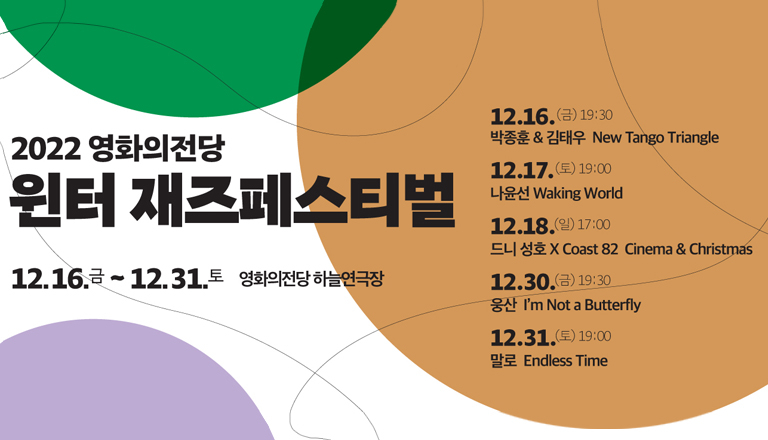 2022 영화의전당
윈터 재즈페스티벌
12.16.금 ~ 12.31.토 영화의전당 하늘연극장
12.16.(금) 19:30
박종훈 & 김태우 New Tango Triangle
12.17.(토) 19:00
나윤선 Waking World
12.18.(일) 17:00
드니 성호 X Coast 82 Cinema & Christmas
12.30.(금) 19:30
웅산 I'm Not a Butterfly
12.31.(토) 19:00
말로 Endless Time